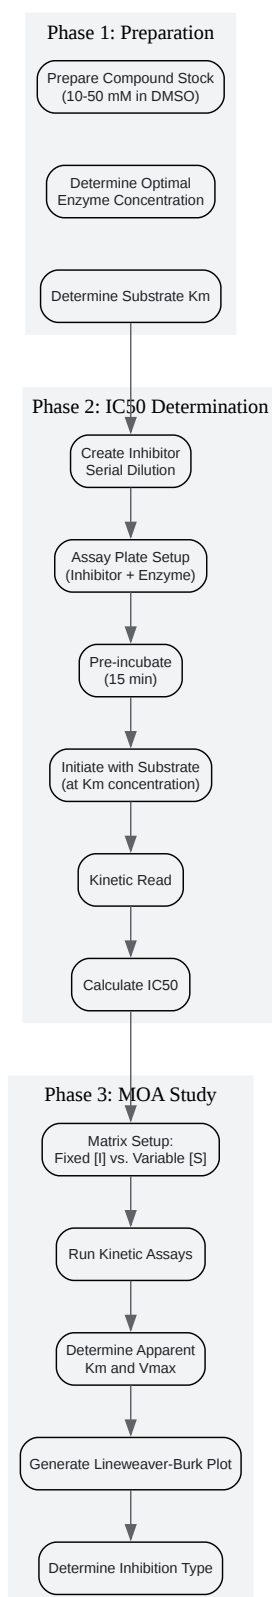 Phase 1: Preparation
Prepare Compound Stock
(10-50 mM in DMSO)
Determine Optimal
Enzyme Concentration
Determine Substrate Km
Phase 2: IC50 Determination
Create Inhibitor
Serial Dilution
Assay Plate Setup
(Inhibitor + Enzyme)
Pre-incubate
(15 min)
Initiate with Substrate
(at Km concentration)
Kinetic Read
Calculate IC50
Phase 3: MOA Study
Matrix Setup:
Fixed [I] vs. Variable [S]
Run Kinetic Assays
Determine Apparent
Km and Vmax
Generate Lineweaver-Burk Plot
Determine Inhibition Type